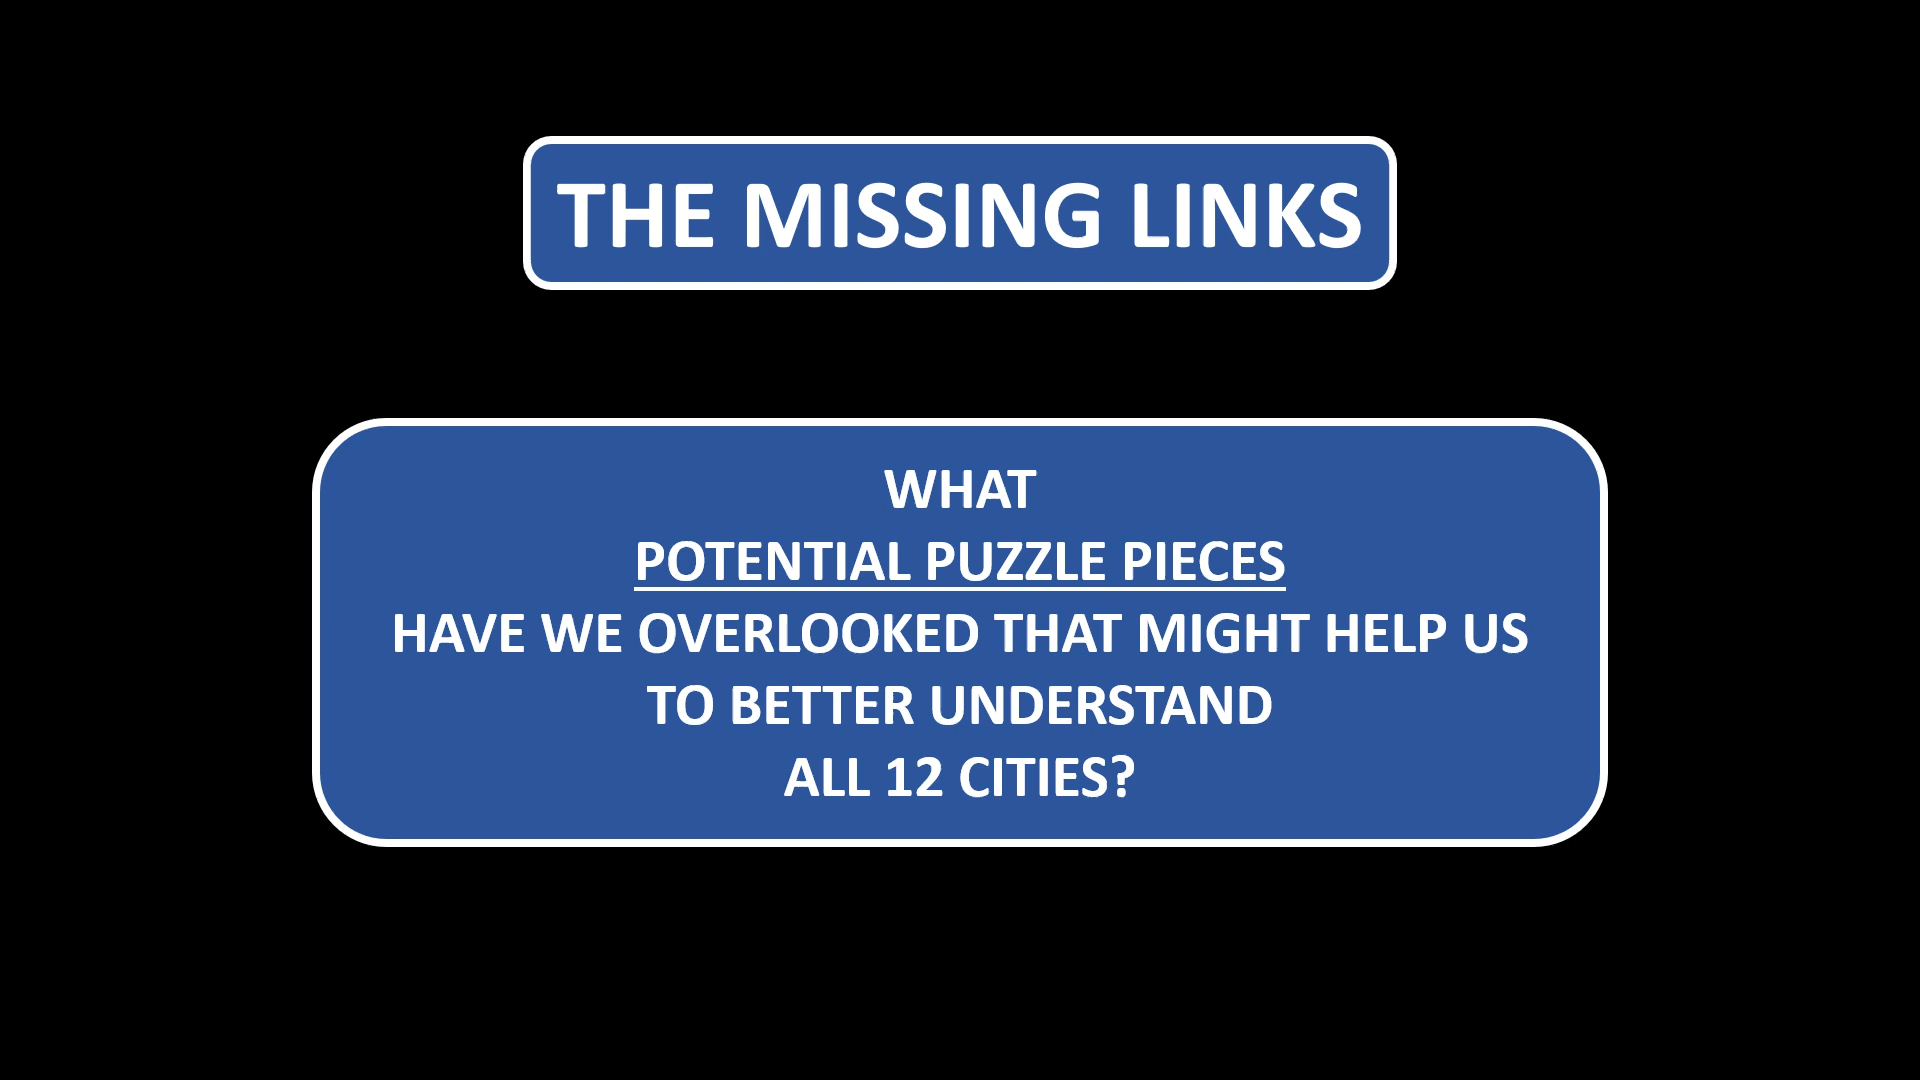 THE MISSING LINKS
WHAT
POTENTIAL PUZZLE PIECES
HAVE WE OVERLOOKED THAT MIGHT HELP US
TO BETTER UNDERSTAND
ALL 12 CITIES?